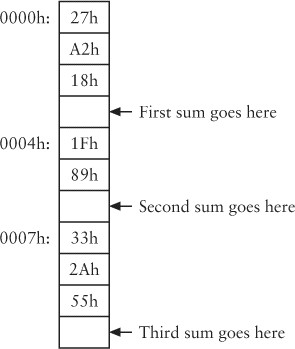 0000h: 27h
A2h
18h
First sum goes here
0004h: 1Fh
89h
Second sum goes here
0007h: 33h
2Ah
55h
Third sum goes here